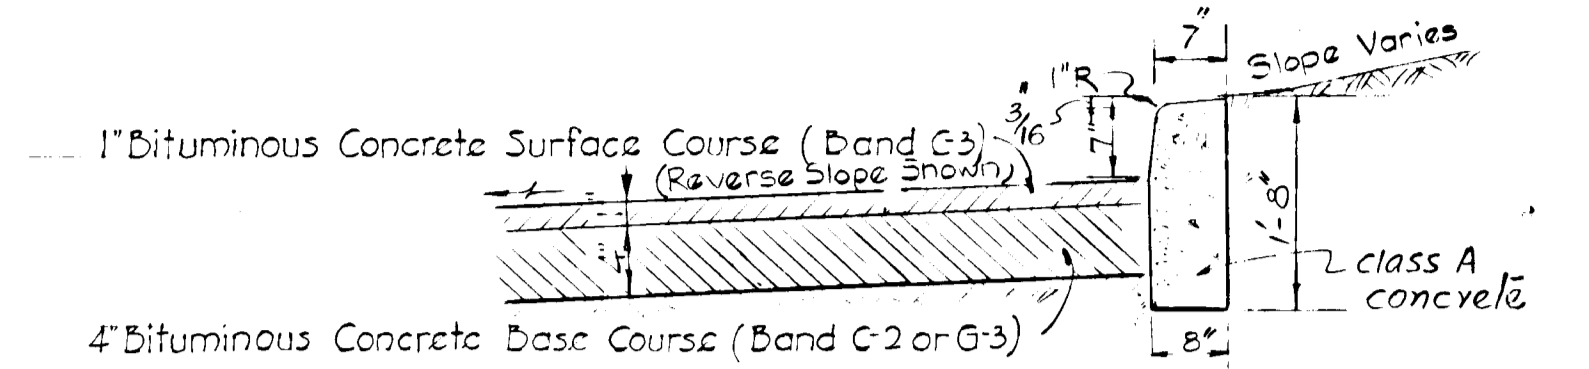 7"
Slope Varies
1"R
3/16"
7"
1" Bituminous Concrete Surface Course (Band C-3)
(Reverse Slope Shown)
1'-8"
class A
concrete
4" Bituminous Concrete Base Course (Band C-2 or G-3)
8"